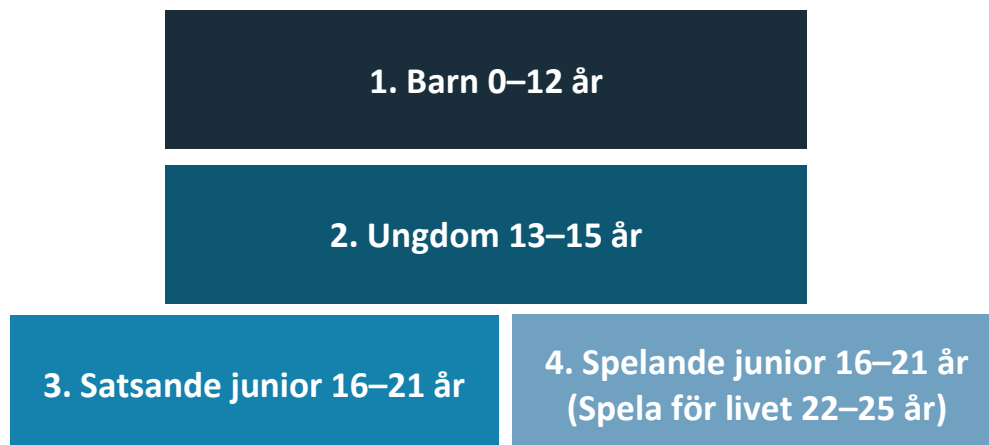 1. Barn 0–12 år
2. Ungdom 13–15 år
3. Satsande junior 16–21 år
4. Spelande junior 16–21 år
(Spela för livet 22–25 år)